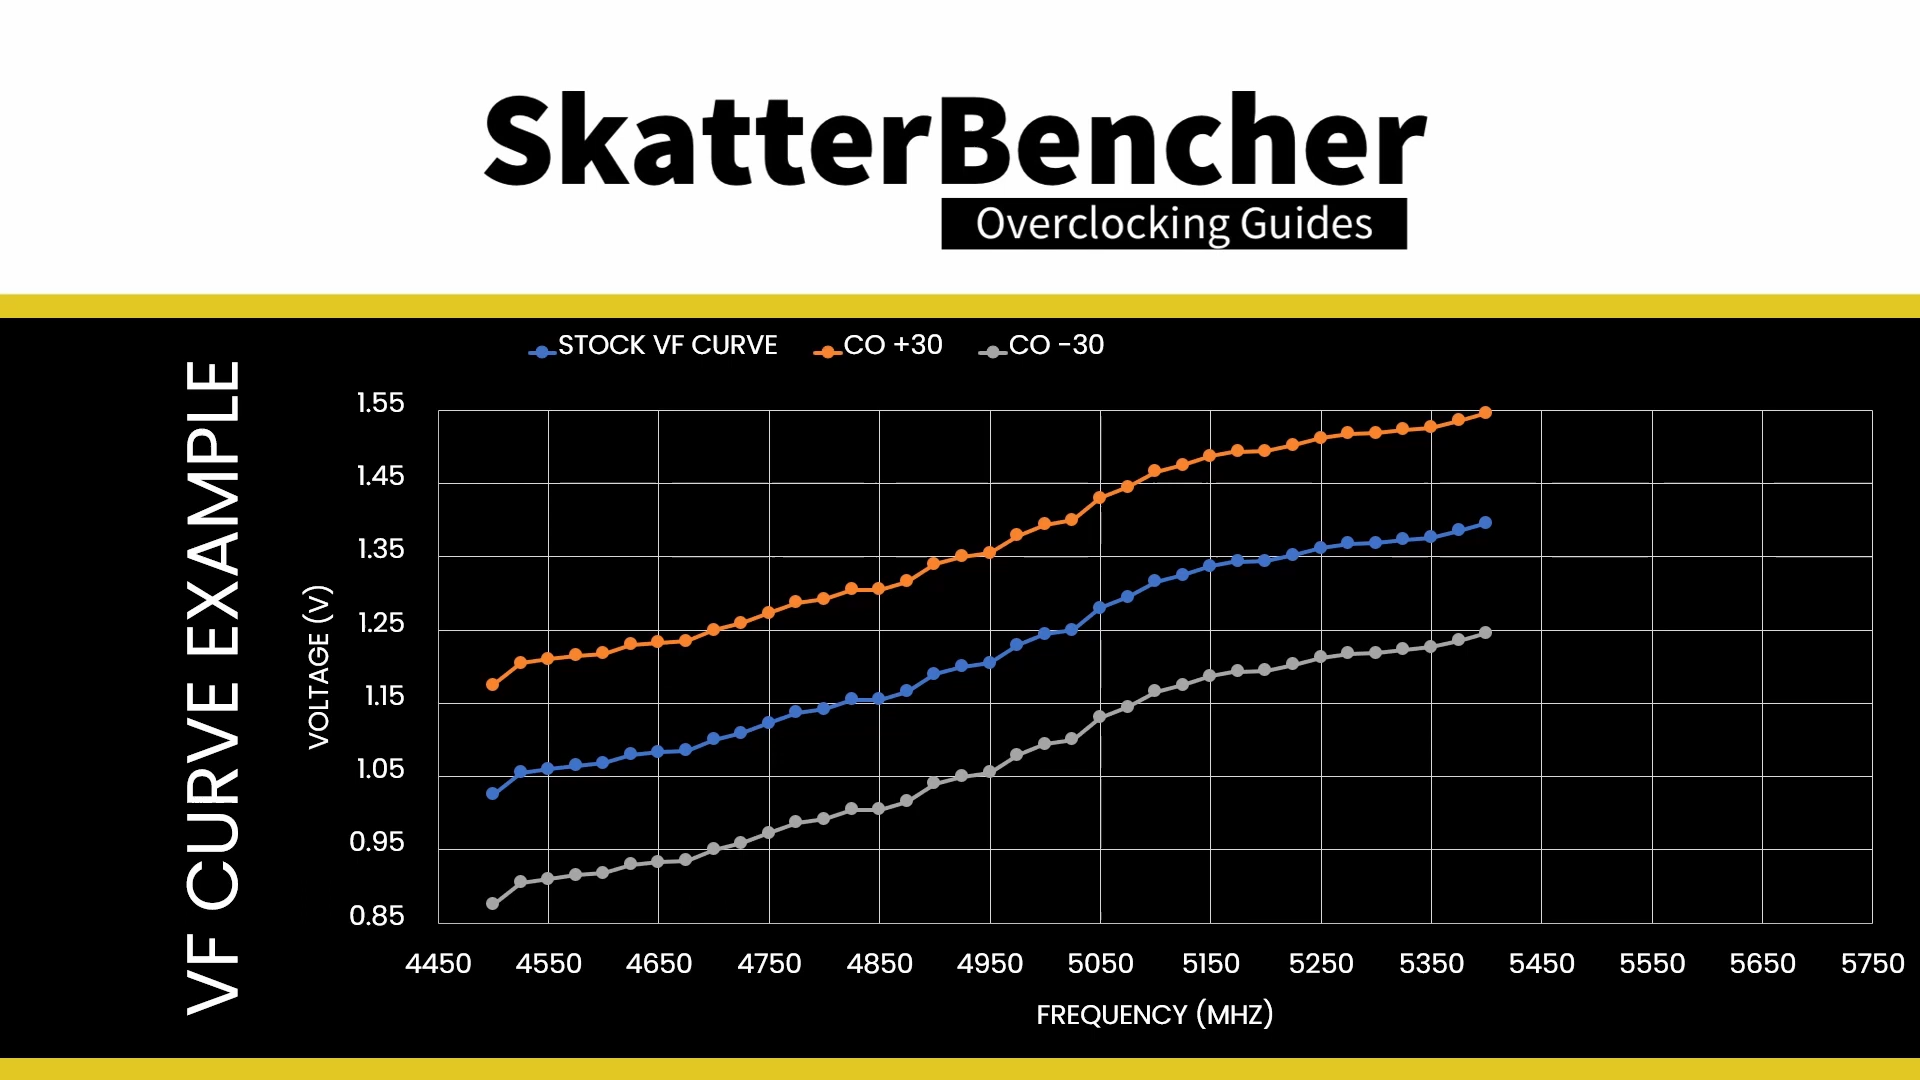 SkatterBencher
Overclocking Guides
VF CURVE EXAMPLE
STOCK VF CURVE
CO +30
CO -30
VOLTAGE (V)
1.55
1.45
1.35
1.25
1.15
1.05
0.95
0.85
4450 4550 4650 4750 4850 4950 5050 5150 5250 5350 5450 5550 5650 5750
FREQUENCY (MHZ)